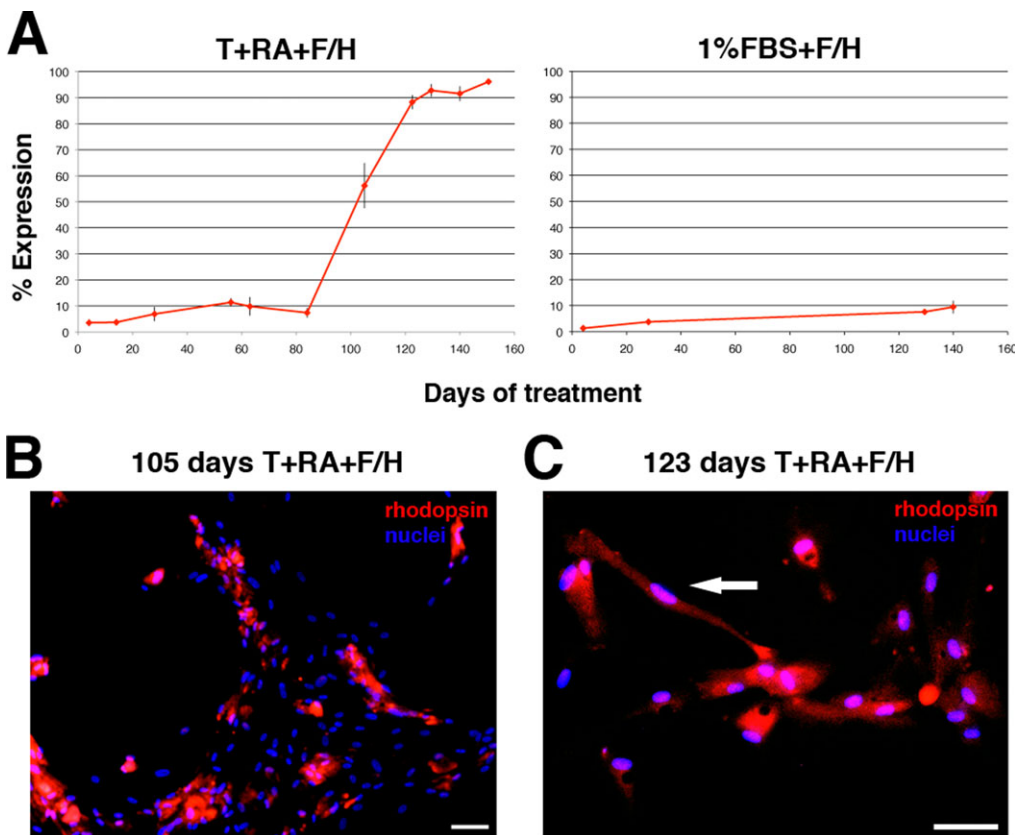 A
T+RA+F/H
1%FBS+F/H
% Expression
100
90
80
70
60
50
40
30
20
10
0
0 20 40 60 80 100 120 140 160
100
90
80
70
60
50
40
30
20
10
0
0 20 40 60 80 100 120 140 160
Days of treatment
B
105 days T+RA+F/H
rhodopsin
nuclei
C
123 days T+RA+F/H
rhodopsin
nuclei